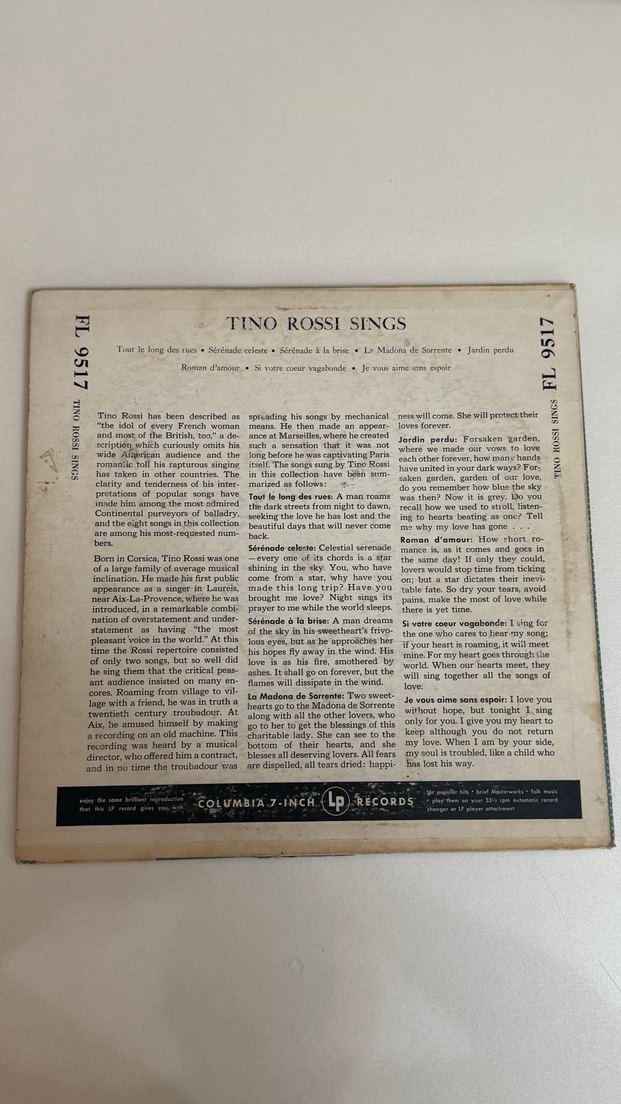 TINO ROSSI SINGS
Tout le long des rues • Sérénade celeste • Sérénade à la brise • La Madona de Sorrente • Jardin perdu
Roman d'amour • Si votre coeur vagabonde • Je vous aime sans espoir
FL 9517
TINO ROSSI SINGS
Tino Rossi has been described as
"the idol of every French woman
and most of the British, too," a de-
scription which curiously omits his
wide American audience and the
romantic toll his rapturous singing
has taken in other countries. The
clarity and tenderness of his inter-
pretations of popular songs have
made him among the most admired
Continental purveyors of balladry,
and the eight songs in this collection
are among his most-requested num-
bers.
Born in Corsica, Tino Rossi was one
of a large family of average musical
inclination. He made his first public
appearance as a singer in Laureis,
near Aix-La-Provence, where he was
introduced, in a remarkable combi-
nation of overstatement and under-
statement as having "the most
pleasant voice in the world." At this
time the Rossi repertoire consisted
of only two songs, but so well did
he sing them that the critical peas-
ant audience insisted on many en-
cores. Roaming from village to vil-
lage with a friend, he was in truth a
twentieth century troubadour. At
Aix, he amused himself by making
a recording on an old machine. This
recording was heard by a musical
director, who offered him a contract,
and in no time the troubadour was
spreading his songs by mechanical
means. He then made an appear-
ance at Marseilles, where he created
such a sensation that it was not
long before he was captivating Paris
itself. The songs sung by Tino Rossi
in this collection have been sum-
marized as follows:
Tout le long des rues: A man roams
the dark streets from night to dawn,
seeking the love he has lost and the
beautiful days that will never come
back.
Sérénade celeste: Celestial serenade
—every one of its chords is a star
shining in the sky. You, who have
come from a star, why have you
made this long trip? Have you
brought me love? Night sings its
prayer to me while the world sleeps.
Sérénade à la brise: A man dreams
of the sky in his sweetheart's frivo-
lous eyes, but as he approaches her
his hopes fly away in the wind. His
love is as his fire, smothered by
ashes. It shall go on forever, but the
flames will dissipate in the wind.
La Madona de Sorrente: Two sweet-
hearts go to the Madona de Sorrente
along with all the other lovers, who
go to her to get the blessings of this
charitable lady. She can see to the
bottom of their hearts, and she
blesses all deserving lovers. All fears
are dispelled, all tears dried: happi-
ness will come. She will protect their
loves forever.
Jardin perdu: Forsaken garden,
where we made our vows to love
each other forever, how many hands
have united in your dark ways? For-
saken garden, garden of our love,
do you remember how blue the sky
was then? Now it is grey. Do you
recall how we used to stroll, listen-
ing to hearts beating as one? Tell
me why my love has gone . . .
Roman d'amour: How short ro-
mance is, as it comes and goes in
the same day! If only they could,
lovers would stop time from ticking
on; but a star dictates their inevi-
table fate. So dry your tears, avoid
pains, make the most of love while
there is yet time.
Si votre coeur vagabonde: I sing for
the one who cares to hear my song;
if your heart is roaming, it will meet
mine. For my heart goes through the
world. When our hearts meet, they
will sing together all the songs of
love.
Je vous aime sans espoir: I love you
without hope, but tonight I sing
only for you. I give you my heart to
keep although you do not return
my love. When I am by your side,
my soul is troubled, like a child who
has lost his way.
FL 9517
TINO ROSSI SINGS
enjoy the same brilliant reproduction
that this LP record gives you with
COLUMBIA 7-INCH Lp RECORDS
Lp popular hits • brief Masterworks • folk music
• play them on your 33⅓ rpm automatic record
changer or LP player attachment